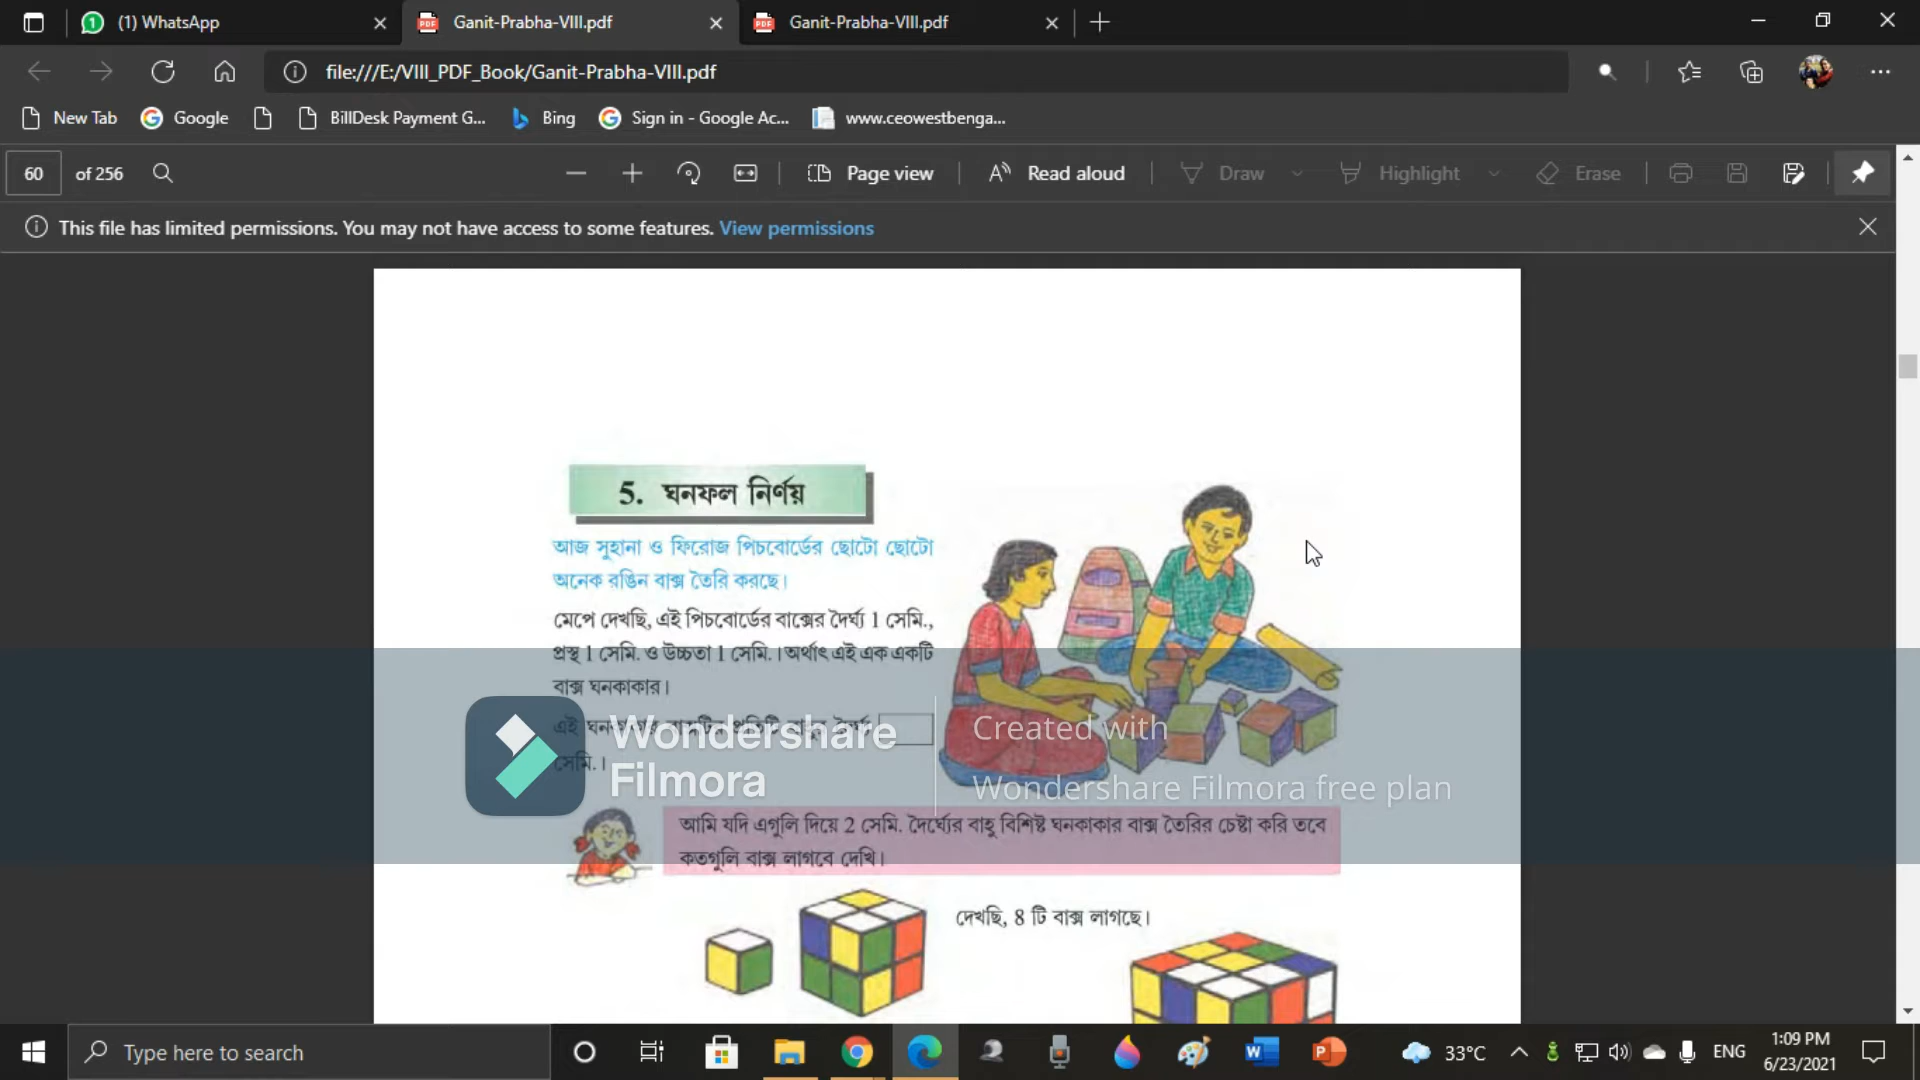 (1) WhatsApp
Ganit-Prabha-VIII.pdf
Ganit-Prabha-VIII.pdf
file:///E:/VIII_PDF_Book/Ganit-Prabha-VIII.pdf
New Tab
Google
BillDesk Payment G...
Bing
Sign in - Google Ac...
www.ceowestbenga...
60 of 256
Page view
Read aloud
Draw
Highlight
Erase
This file has limited permissions. You may not have access to some features. View permissions
5. ঘনফল নির্ণয়
আজ সুহানা ও ফিরোজ পিচবোর্ডের ছোটো ছোটো
অনেক রঙিন বাক্স তৈরি করছে।
মেপে দেখছি, এই পিচবোর্ডের বাক্সের দৈর্ঘ্য 1 সেমি.,
প্রস্থ 1 সেমি. ও উচ্চতা 1 সেমি.। অর্থাৎ এই এক একটি
বাক্স ঘনকাকার।
এই প্রতিটি বাহুর দৈর্ঘ্য
সেমি.।
Wondershare
Filmora
Created with
Wondershare Filmora free plan
আমি যদি এগুলি দিয়ে 2 সেমি. দৈর্ঘ্যের বাহু বিশিষ্ট ঘনকাকার বাক্স তৈরির চেষ্টা করি তবে
কতগুলি বাক্স লাগবে দেখি।
দেখছি, 8 টি বাক্স লাগছে।
Type here to search
33°C
ENG
1:09 PM
6/23/2021